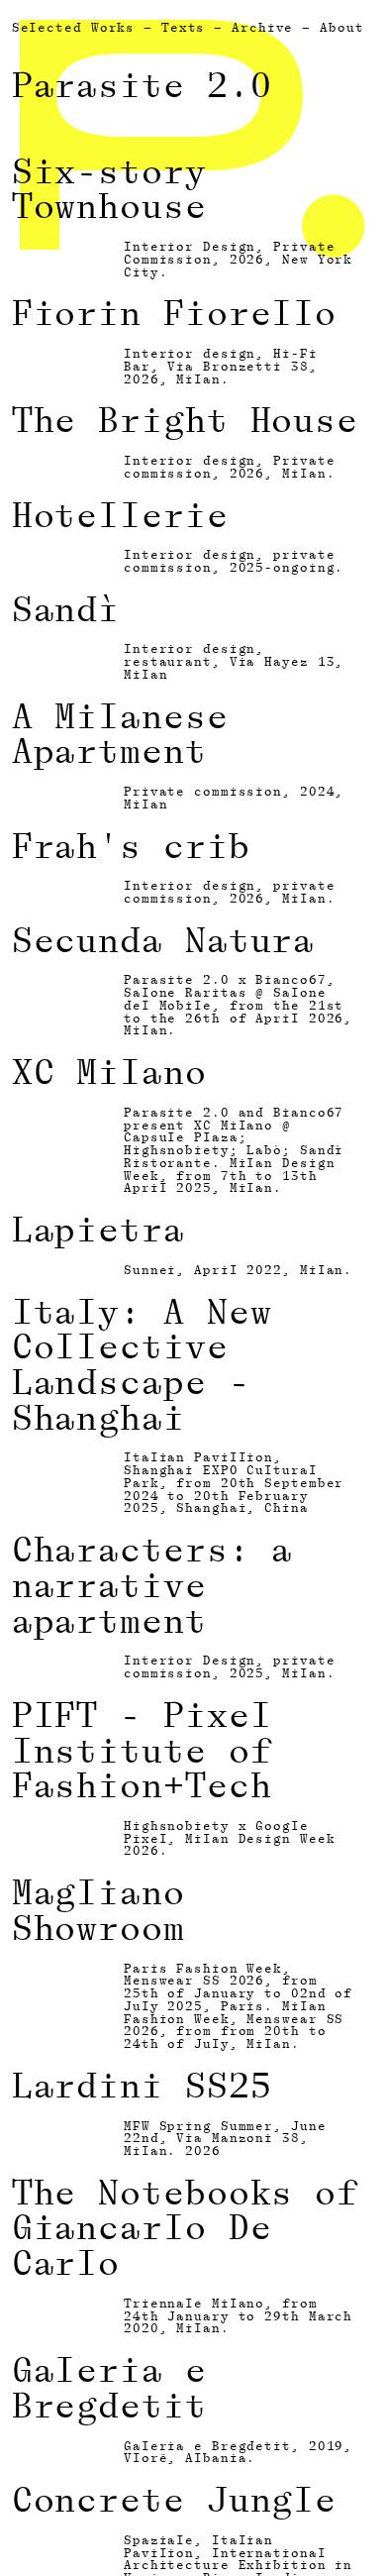 Selected Works – Texts – Archive – About
Parasite 2.0
Six-story
Townhouse
Interior Design, Private
Commission, 2026, New York
City.
Fiorin Fiorello
Interior design, Hi-Fi
Bar, Via Bronzetti 38,
2026, Milan.
The Bright House
Interior design, Private
commission, 2026, Milan.
Hotellerie
Interior design, private
commission, 2025-ongoing.
Sandì
Interior design,
restaurant, Via Hayez 13,
Milan
A Milanese
Apartment
Private commission, 2024,
Milan
Frah's crib
Interior design, private
commission, 2026, Milan.
Secunda Natura
Parasite 2.0 x Bianco67,
Salone Raritas @ Salone
del Mobile, from the 21st
to the 26th of April 2026,
Milan.
XC Milano
Parasite 2.0 and Bianco67
present XC Milano @
Capsule Plaza;
Highsnobiety; Labò; Sandì
Ristorante. Milan Design
Week, from 7th to 13th
April 2025, Milan.
Lapietra
Sunnei, April 2022, Milan.
Italy: A New
Collective
Landscape -
Shanghai
Italian Pavillion,
Shanghai EXPO Cultural
Park, from 20th September
2024 to 20th February
2025, Shanghai, China
Characters: a
narrative
apartment
Interior Design, private
commission, 2025, Milan.
PIFT - Pixel
Institute of
Fashion+Tech
Highsnobiety x Google
Pixel, Milan Design Week
2026.
Magliano
Showroom
Paris Fashion Week,
Menswear SS 2026, from
25th of January to 02nd of
July 2025, Paris. Milan
Fashion Week, Menswear SS
2026, from from 20th to
24th of July, Milan.
Lardini SS25
MFW Spring Summer, June
22nd, Via Manzoni 38,
Milan. 2026
The Notebooks of
Giancarlo De
Carlo
Triennale Milano, from
24th January to 29th March
2020, Milan.
Galeria e
Bregdetit
Galeria e Bregdetit, 2019,
Vlorë, Albania.
Concrete Jungle
Spaziale, Italian
Pavilion, International
Architecture Exhibition in